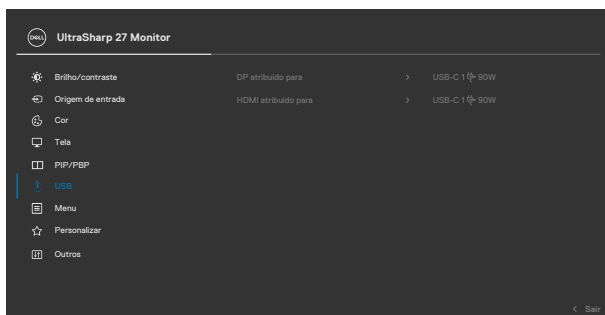 DELL UltraSharp 27 Monitor
Brilho/contraste DP atribuído para > USB-C 1 90W
Origem de entrada HDMI atribuído para > USB-C 1 90W
Cor
Tela
PIP/PBP
USB
Menu
Personalizar
Outros
< Sair